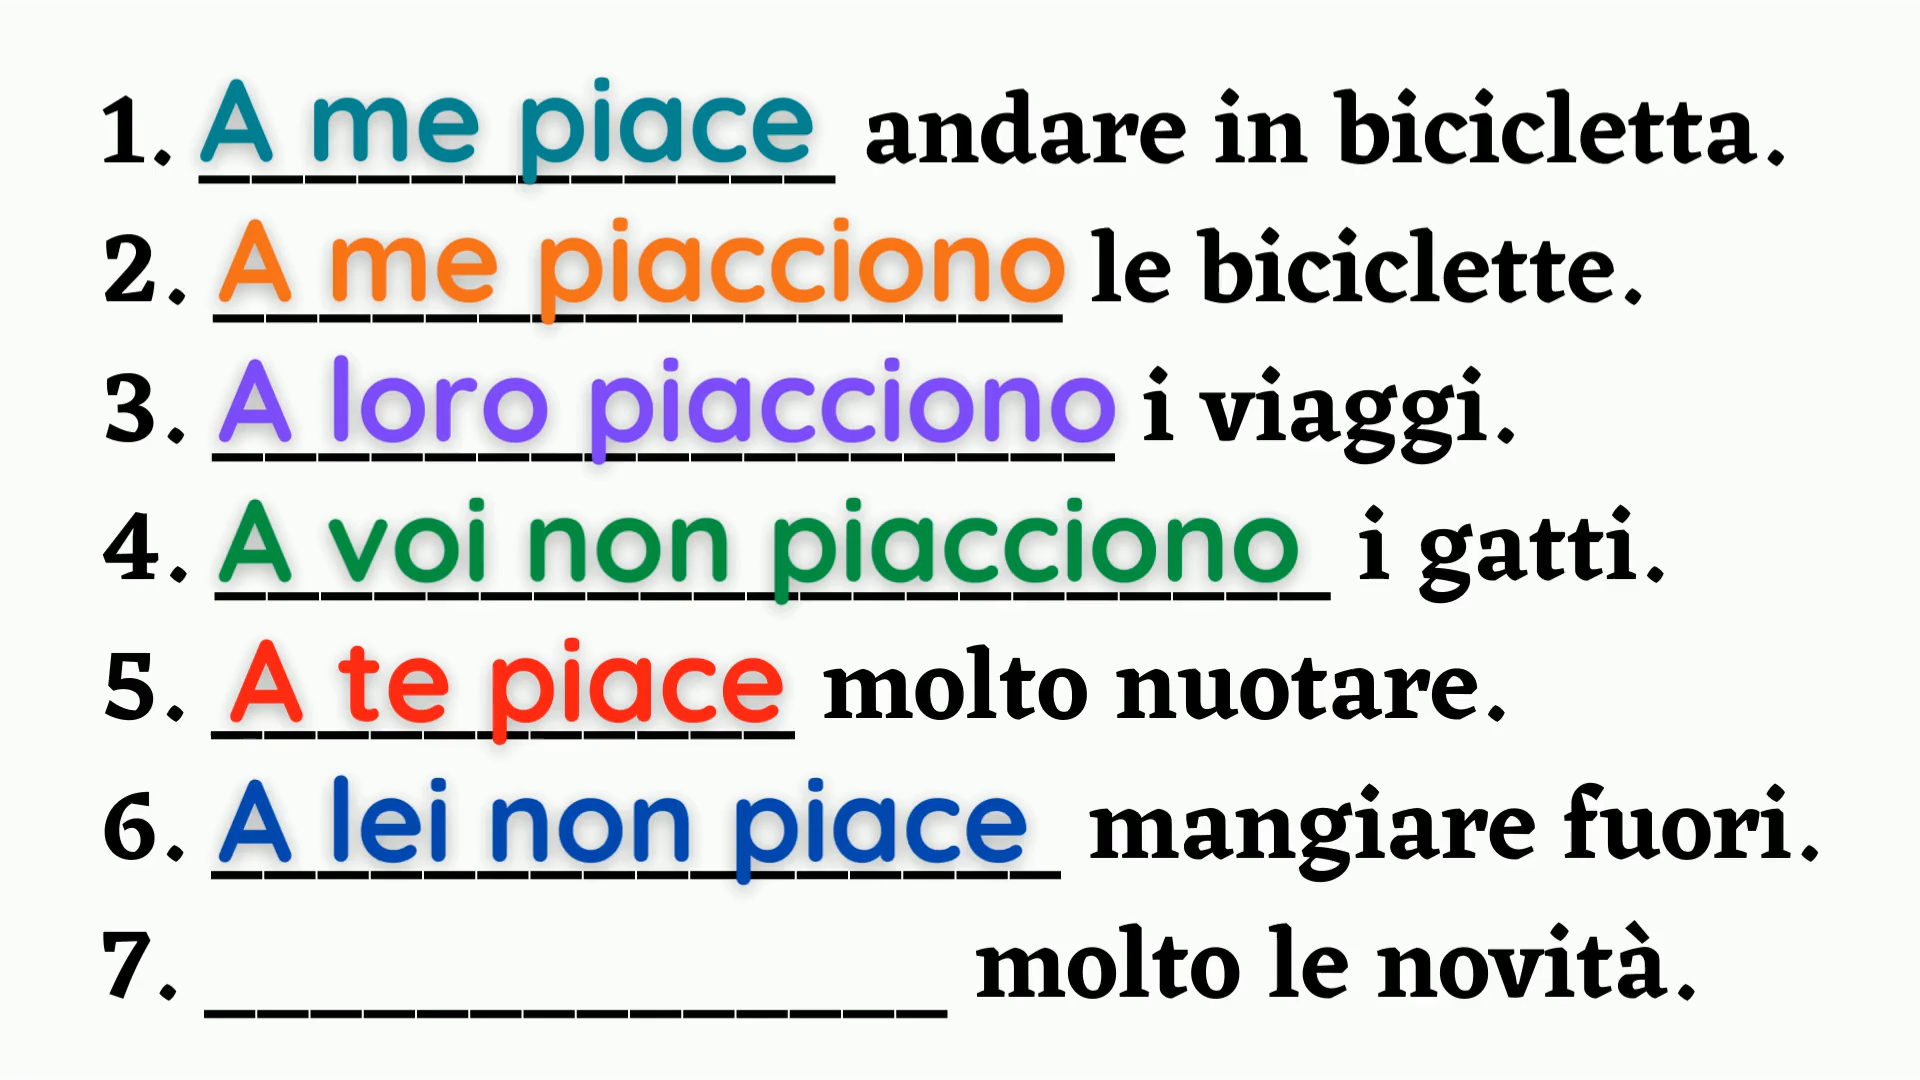 1. A me piace andare in bicicletta.
2. A me piacciono le biciclette.
3. A loro piacciono i viaggi.
4. A voi non piacciono i gatti.
5. A te piace molto nuotare.
6. A lei non piace mangiare fuori.
7. ______________ molto le novità.